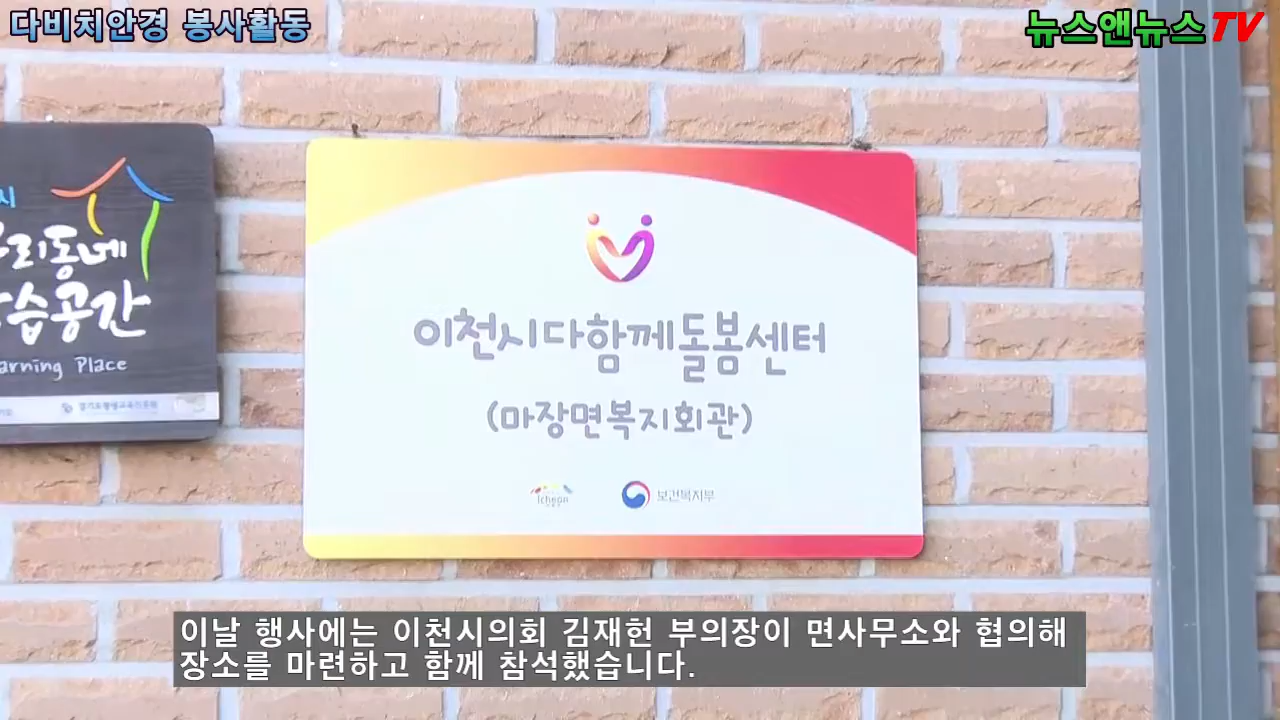 다비치안경 봉사활동
뉴스앤뉴스TV
시
우리동네
습공간
arning Place
이천시다함께돌봄센터
(마장면복지회관)
icheon
보건복지부
이날 행사에는 이천시의회 김재헌 부의장이 면사무소와 협의해
장소를 마련하고 함께 참석했습니다.